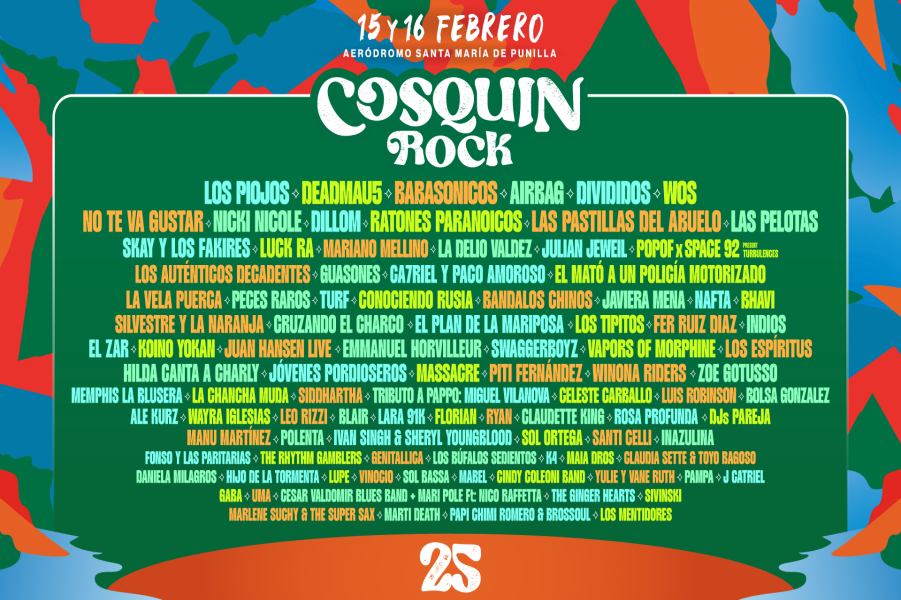 15 Y 16 FEBRERO
AERÓDROMO SANTA MARÍA DE PUNILLA
COSQUIN
ROCK
LOS PIOJOS ✧ DEADMAU5 ✧ BABASONICOS ✧ AIRBAG ✧ DIVIDIDOS ✧ WOS
NO TE VA GUSTAR ✧ NICKI NICOLE ✧ DILLOM ✧ RATONES PARANOICOS ✧ LAS PASTILLAS DEL ABUELO ✧ LAS PELOTAS
SKAY Y LOS FAKIRES ✧ LUCK RA ✧ MARIANO MELLINO ✧ LA DELIO VALDEZ ✧ JULIAN JEWEIL ✧ POPOF x SPACE 92 PRESENT TURBULENCES
LOS AUTÉNTICOS DECADENTES ✧ GUASONES ✧ CA7RIEL Y PACO AMOROSO ✧ EL MATÓ A UN POLICÍA MOTORIZADO
LA VELA PUERCA ✧ PECES RAROS ✧ TURF ✧ CONOCIENDO RUSIA ✧ BANDALOS CHINOS ✧ JAVIERA MENA ✧ NAFTA ✧ BHAVI
SILVESTRE Y LA NARANJA ✧ CRUZANDO EL CHARCO ✧ EL PLAN DE LA MARIPOSA ✧ LOS TIPITOS ✧ FER RUIZ DIAZ ✧ INDIOS
EL ZAR ✧ KOINO YOKAN ✧ JUAN HANSEN LIVE ✧ EMMANUEL HORVILLEUR ✧ SWAGGERBOYZ ✧ VAPORS OF MORPHINE ✧ LOS ESPÍRITUS
HILDA CANTA A CHARLY ✧ JÓVENES PORDIOSEROS ✧ MASSACRE ✧ PITI FERNÁNDEZ ✧ WINONA RIDERS ✧ ZOE GOTUSSO
MEMPHIS LA BLUSERA ✧ LA CHANCHA MUDA ✧ SIDDHARTHA ✧ TRIBUTO A PAPPO: MIGUEL VILANOVA ✧ CELESTE CARBALLO ✧ LUIS ROBINSON ✧ BOLSA GONZALEZ
ALE KURZ ✧ WAYRA IGLESIAS ✧ LEO RIZZI ✧ BLAIR ✧ LARA 91K ✧ FLORIAN ✧ RYAN ✧ CLAUDETTE KING ✧ ROSA PROFUNDA ✧ DJs PAREJA
MANU MARTÍNEZ ✧ POLENTA ✧ IVAN SINGH & SHERYL YOUNGBLOOD ✧ SOL ORTEGA ✧ SANTI CELLI ✧ INAZULINA
FONSO Y LAS PARITARIAS ✧ THE RHYTHM GAMBLERS ✧ GENITALLICA ✧ LOS BÚFALOS SEDIENTOS ✧ K4 ✧ MAIA DROS ✧ CLAUDIA SETTE & TOYO BAGOSO
DANIELA MILAGROS ✧ HIJO DE LA TORMENTA ✧ LUPE ✧ VINOCIO ✧ SOL BASSA ✧ MABEL ✧ CINDY COLEONI BAND ✧ YULIE Y VANE RUTH ✧ PAMPA ✧ J CATRIEL
GABA ✧ UMA ✧ CESAR VALDOMIR BLUES BAND + MARI POLE Ft: NICO RAFFETTA ✧ THE GINGER HEARTS ✧ SIVINSKI
MARLENE SUCHY & THE SUPER SAX ✧ MARTI DEATH ✧ PAPI CHIMI ROMERO & BROSSOUL ✧ LOS MENTIDORES
25